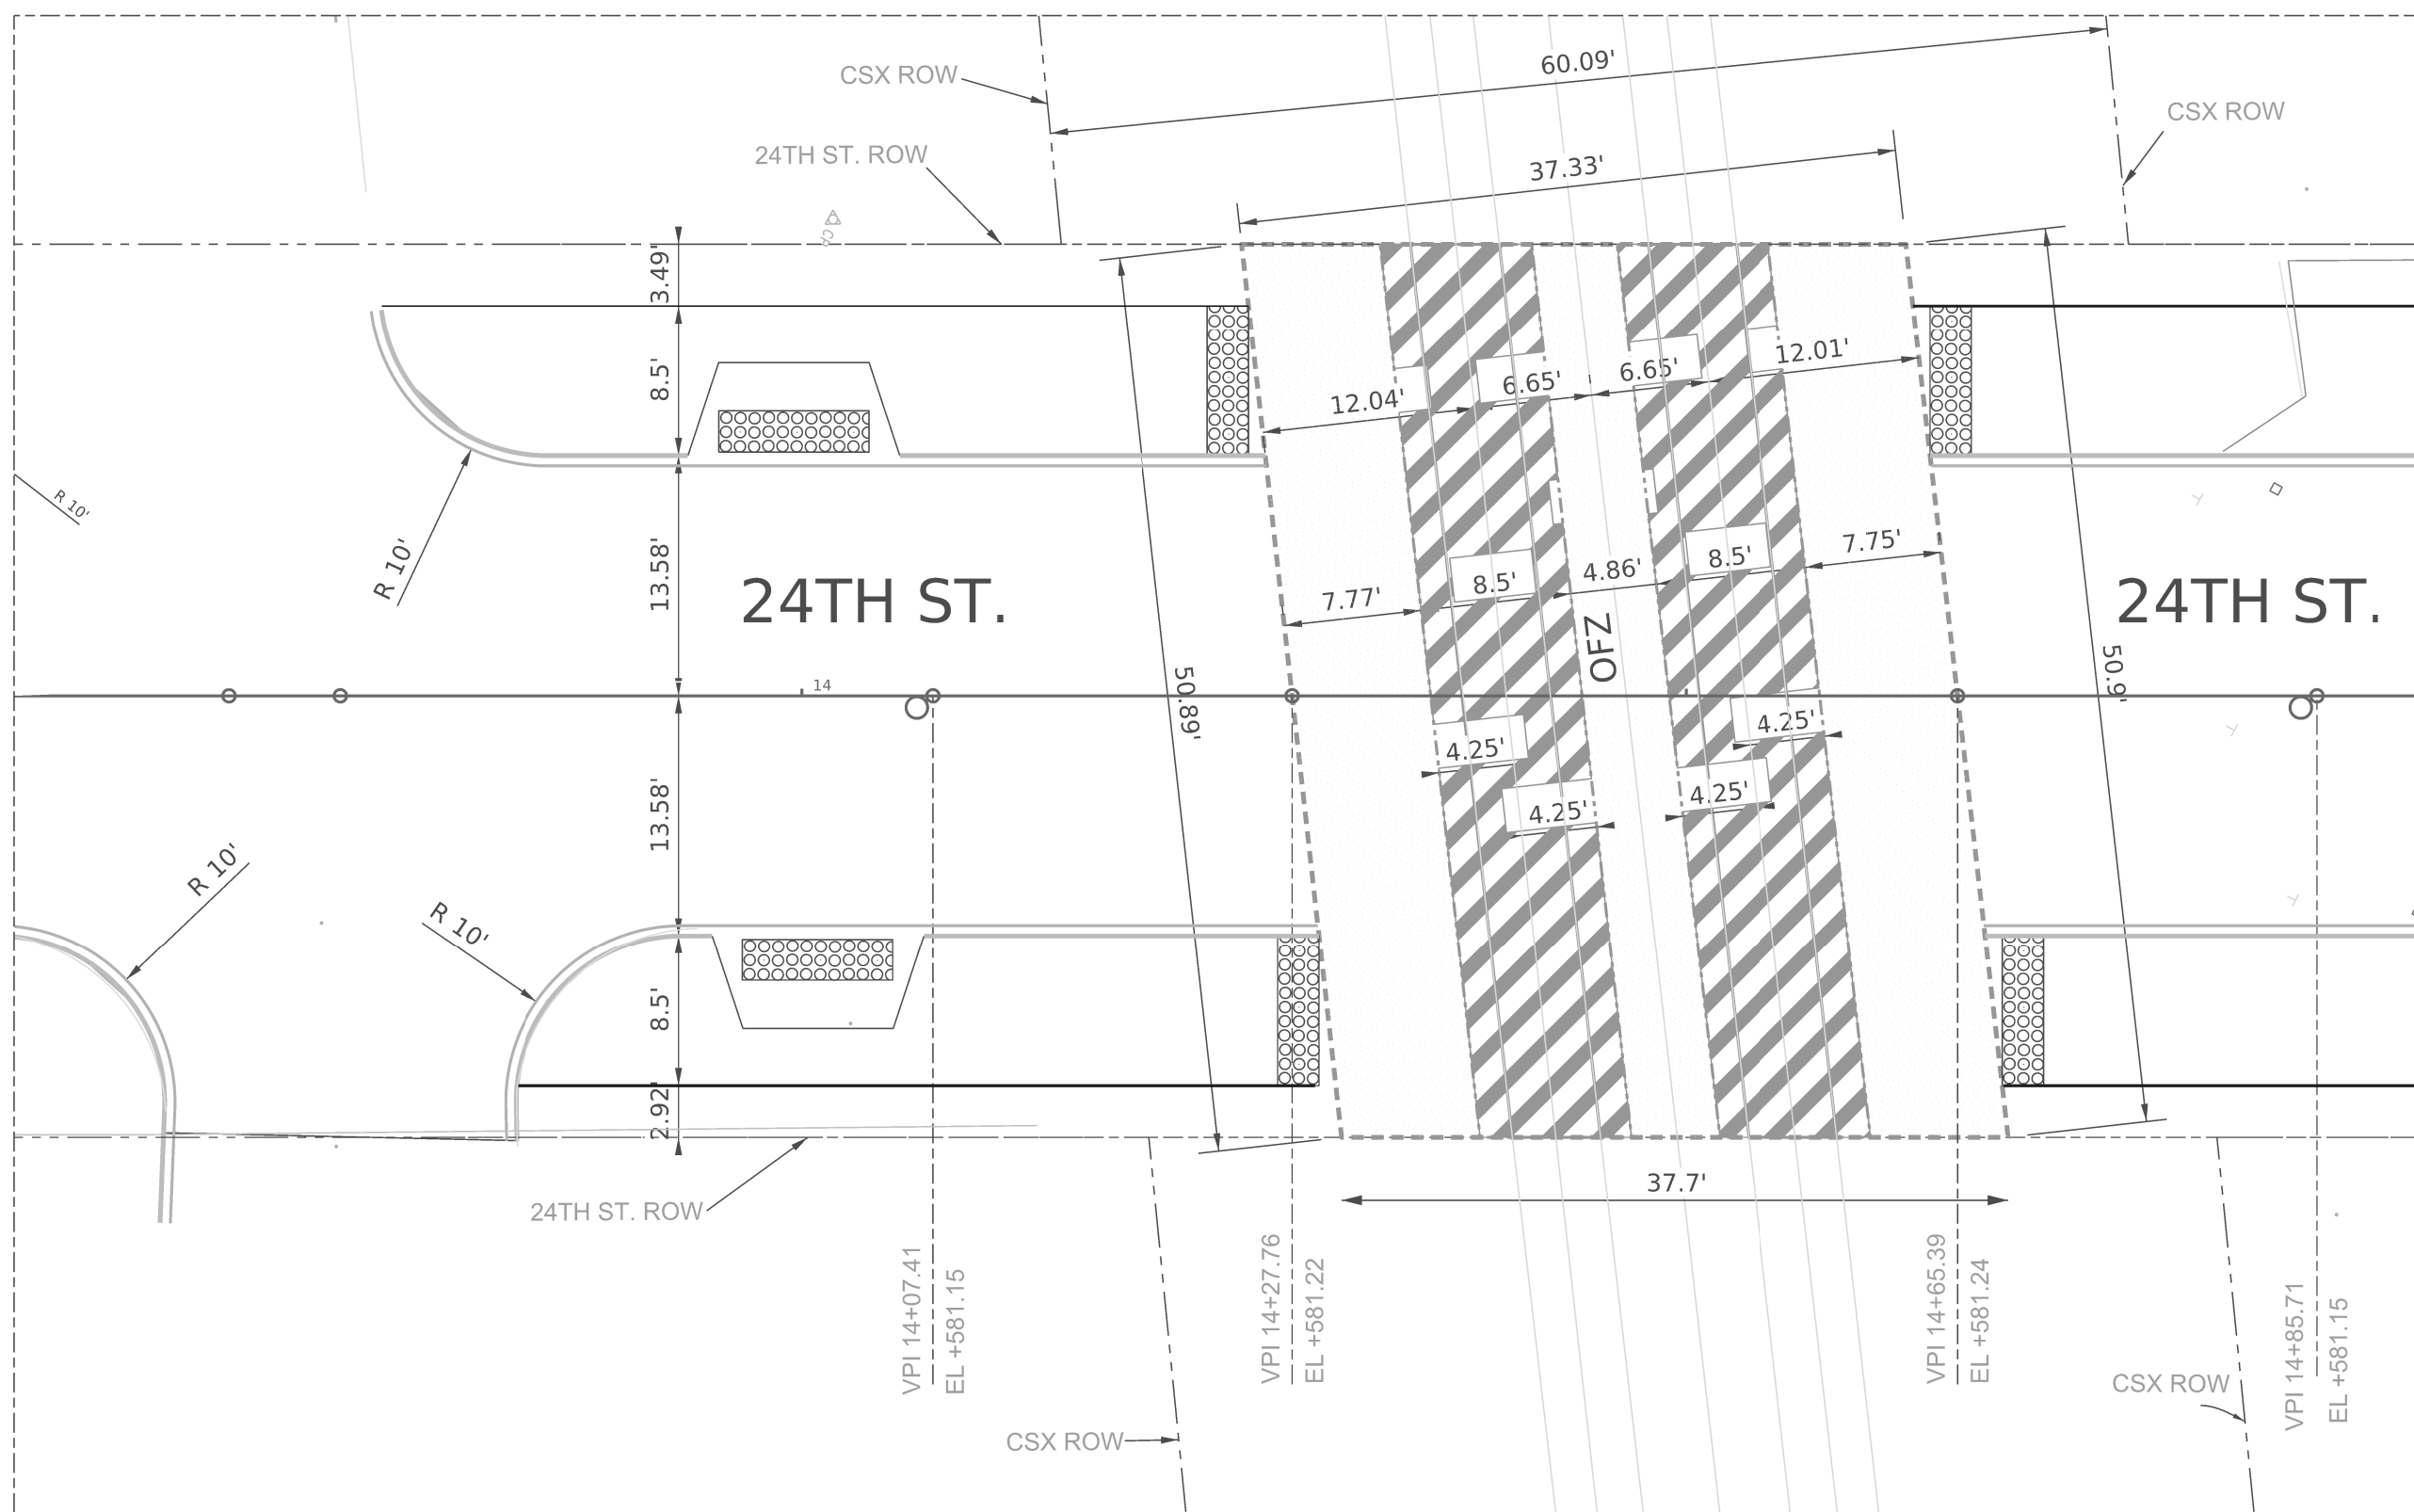 60.09'
CSX ROW
CSX ROW
24TH ST. ROW
37.33'
3.49'
8.5'
12.01'
6.65'
6.65'
12.04'
R 10'
R 10'
13.58'
7.75'
8.5'
4.86'
8.5'
7.77'
24TH ST.
24TH ST.
OFZ
50.89'
50.9'
14
4.25'
4.25'
4.25'
4.25'
13.58'
R 10'
R 10'
8.5'
2.92'
37.7'
24TH ST. ROW
VPI 14+07.41
EL +581.15
VPI 14+27.76
EL +581.22
VPI 14+65.39
EL +581.24
VPI 14+85.71
EL +581.15
CSX ROW
CSX ROW